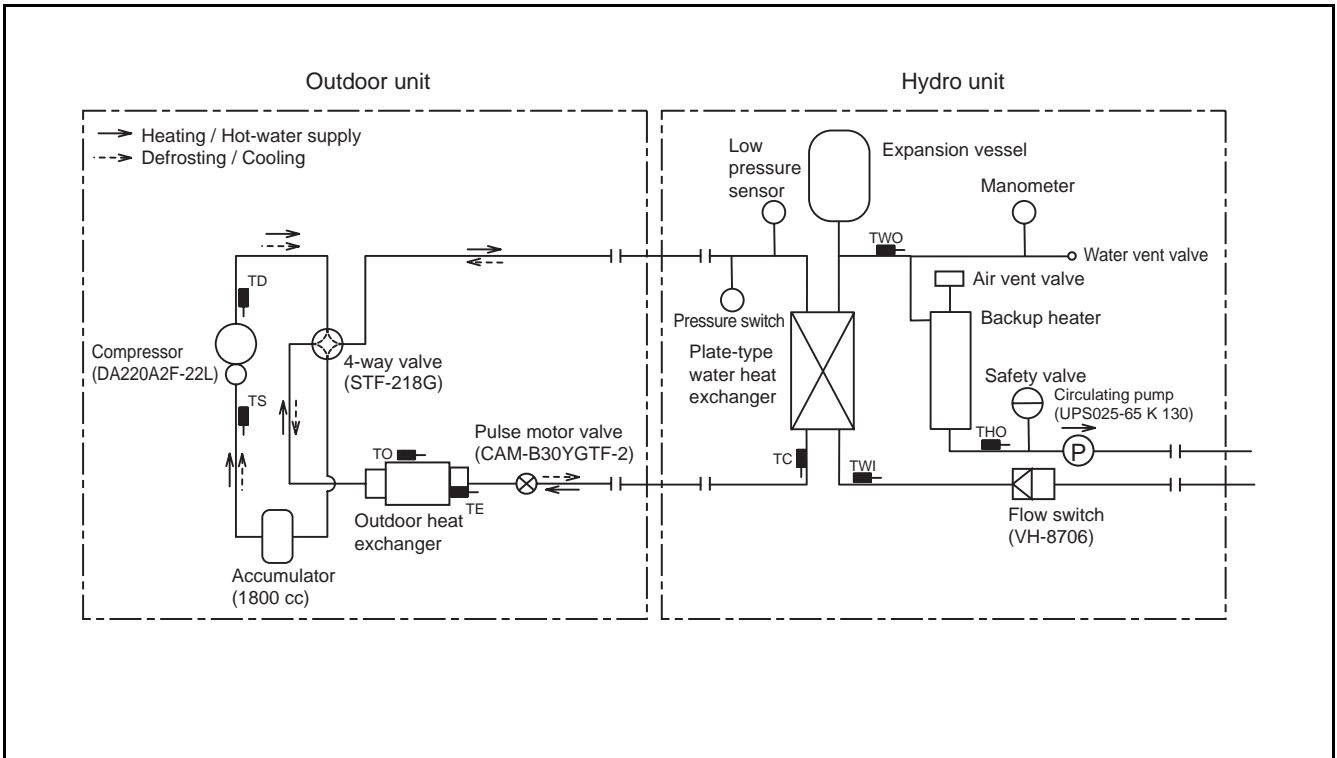 Outdoor unit
Hydro unit
Heating / Hot-water supply
Defrosting / Cooling
Low
pressure
sensor
Expansion vessel
Manometer
TWO
Water vent valve
Air vent valve
TD
Pressure switch
Backup heater
Compressor
(DA220A2F-22L)
4-way valve
(STF-218G)
Plate-type
water heat
exchanger
Safety valve
Circulating pump
(UPS025-65 K 130)
TS
Pulse motor valve
(CAM-B30YGTF-2)
THO
P
TO
TC
TWI
TE
Outdoor heat
exchanger
Flow switch
(VH-8706)
Accumulator
(1800 cc)